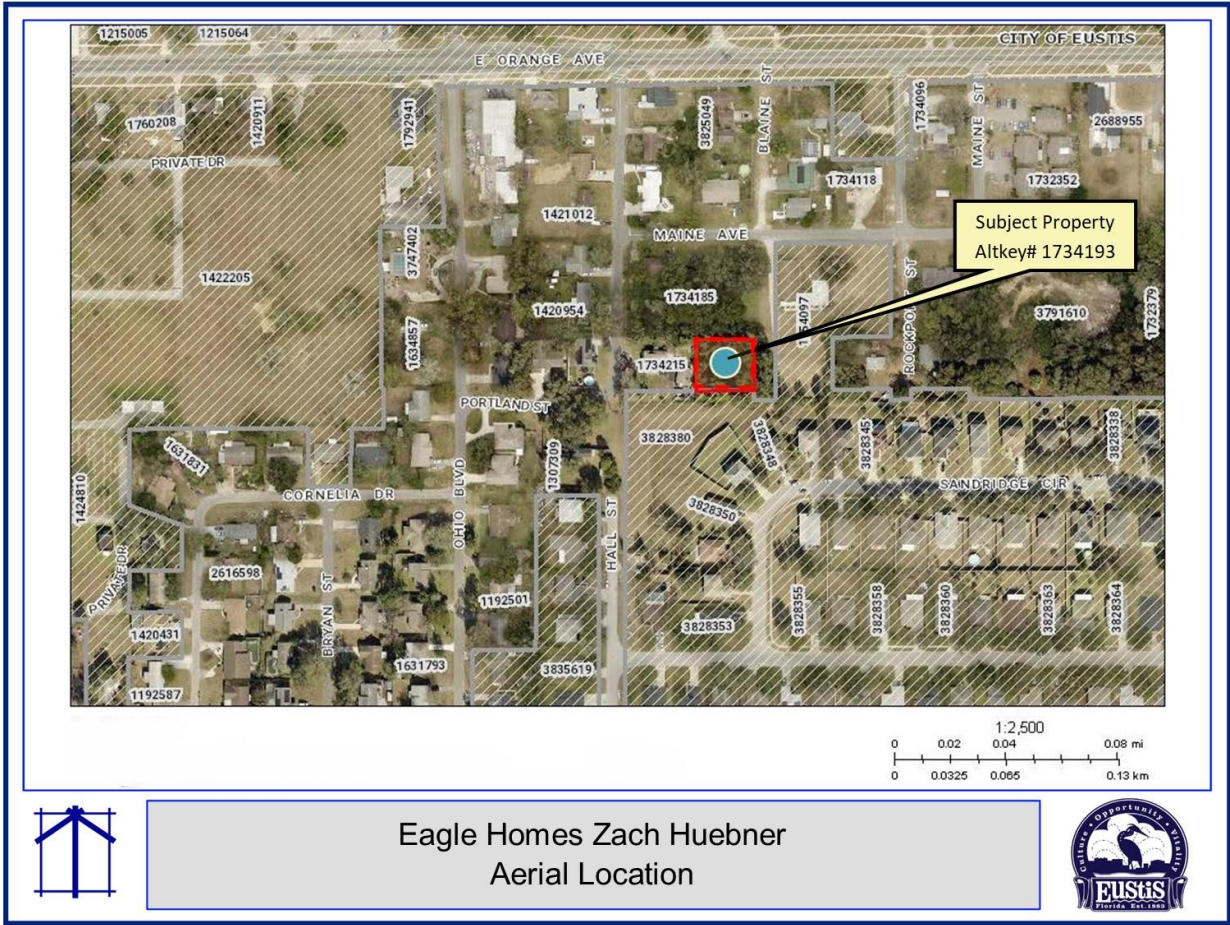 1215005
1215064
CITY OF EUSTIS
E ORANGE AVE
BLAINE ST
MAINE ST
1760208
1420911
1792941
3825049
1734096
2688955
PRIVATE DR
1734118
1732352
1421012
MAINE AVE
Subject Property
Altkey# 1734193
3747402
1422205
1420954
1734185
ROCKPORT ST
3791610
1732379
1634857
1734215
PORTLAND ST
3828380
3828348
3828345
3828338
1631831
1307309
1424810
CORNELIA DR
OHIO BLVD
SANDRIDGE CIR
3828350
HALL ST
PRIVATE DR
2616598
BRYAN ST
1192501
3828355
3828358
3828360
3828363
3828364
1420431
3828353
1631793
3835619
1192587
1:2,500
0 0.02 0.04 0.08 mi
0 0.0325 0.065 0.13 km
Eagle Homes Zach Huebner
Aerial Location
Culture • Opportunity • Vitality
EUSTIS
Florida Est. 1883